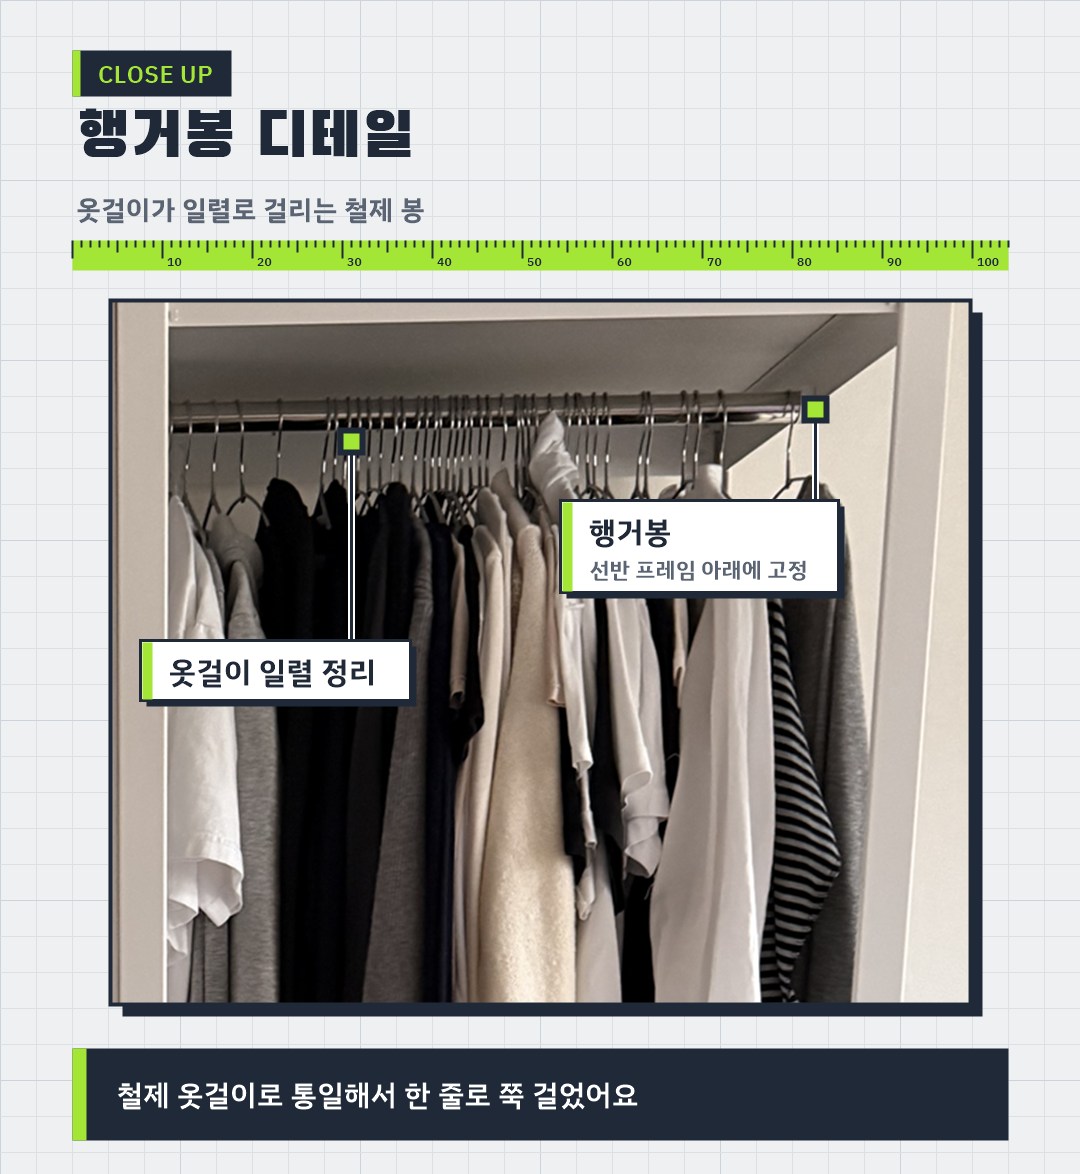 CLOSE UP
행거봉 디테일
옷걸이가 일렬로 걸리는 철제 봉
10 20 30 40 50 60 70 80 90 100
행거봉
선반 프레임 아래에 고정
옷걸이 일렬 정리
철제 옷걸이로 통일해서 한 줄로 쭉 걸었어요